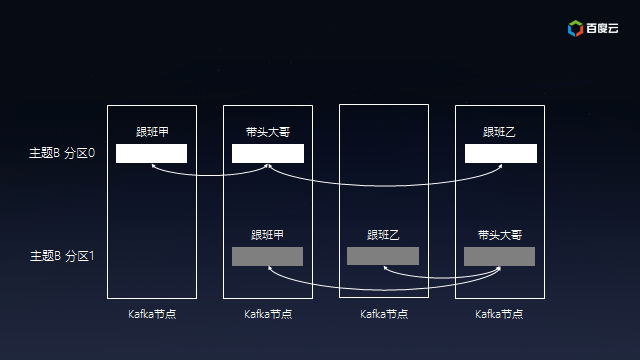 百度云
跟班甲 带头大哥 跟班乙
主题B 分区0
跟班甲 跟班乙 带头大哥
主题B 分区1
Kafka节点 Kafka节点 Kafka节点 Kafka节点